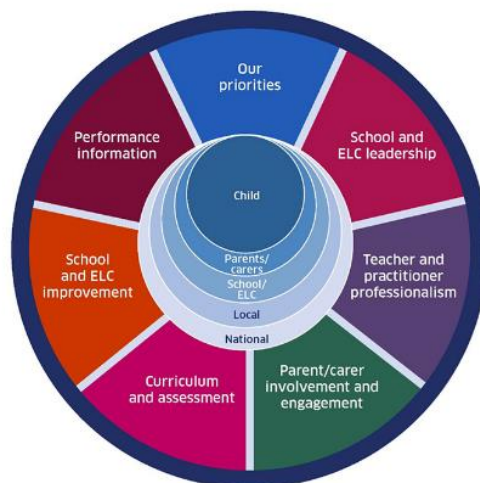 Our
priorities
School and
ELC leadership
Teacher and
practitioner
professionalism
Parent/carer
involvement and
engagement
Curriculum
and assessment
School
and ELC
improvement
Performance
information
Child
Parents/
carers
School/
ELC
Local
National